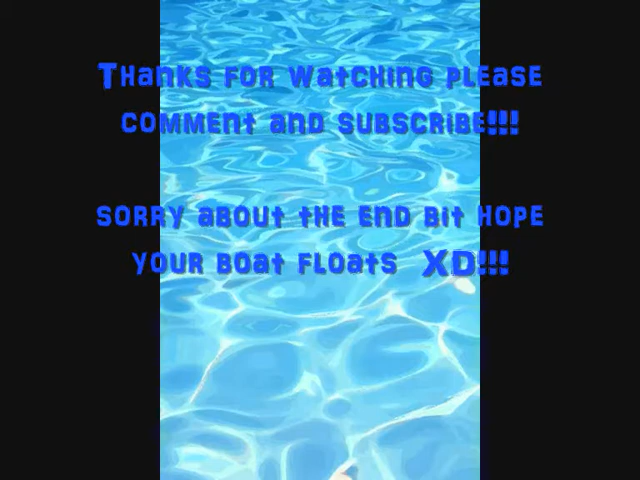 Thanks for watching please
comment and subscribe!!!
sorry about the end bit hope
your boat floats XD!!!